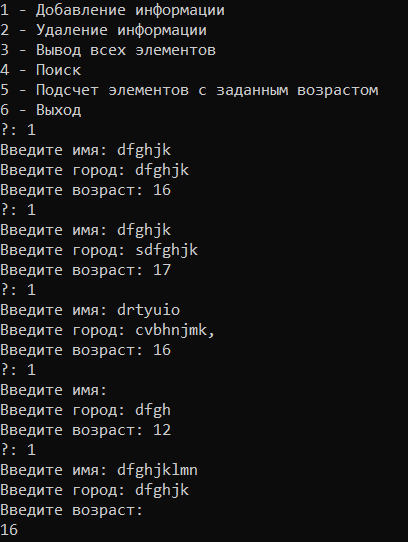 1 - Добавление информации
2 - Удаление информации
3 - Вывод всех элементов
4 - Поиск
5 - Подсчет элементов с заданным возрастом
6 - Выход
?: 1
Введите имя: dfghjk
Введите город: dfghjk
Введите возраст: 16
?: 1
Введите имя: dfghjk
Введите город: sdfghjk
Введите возраст: 17
?: 1
Введите имя: drtyuio
Введите город: cvbhnjmk,
Введите возраст: 16
?: 1
Введите имя:
Введите город: dfgh
Введите возраст: 12
?: 1
Введите имя: dfghjklmn
Введите город: dfghjk
Введите возраст:
16